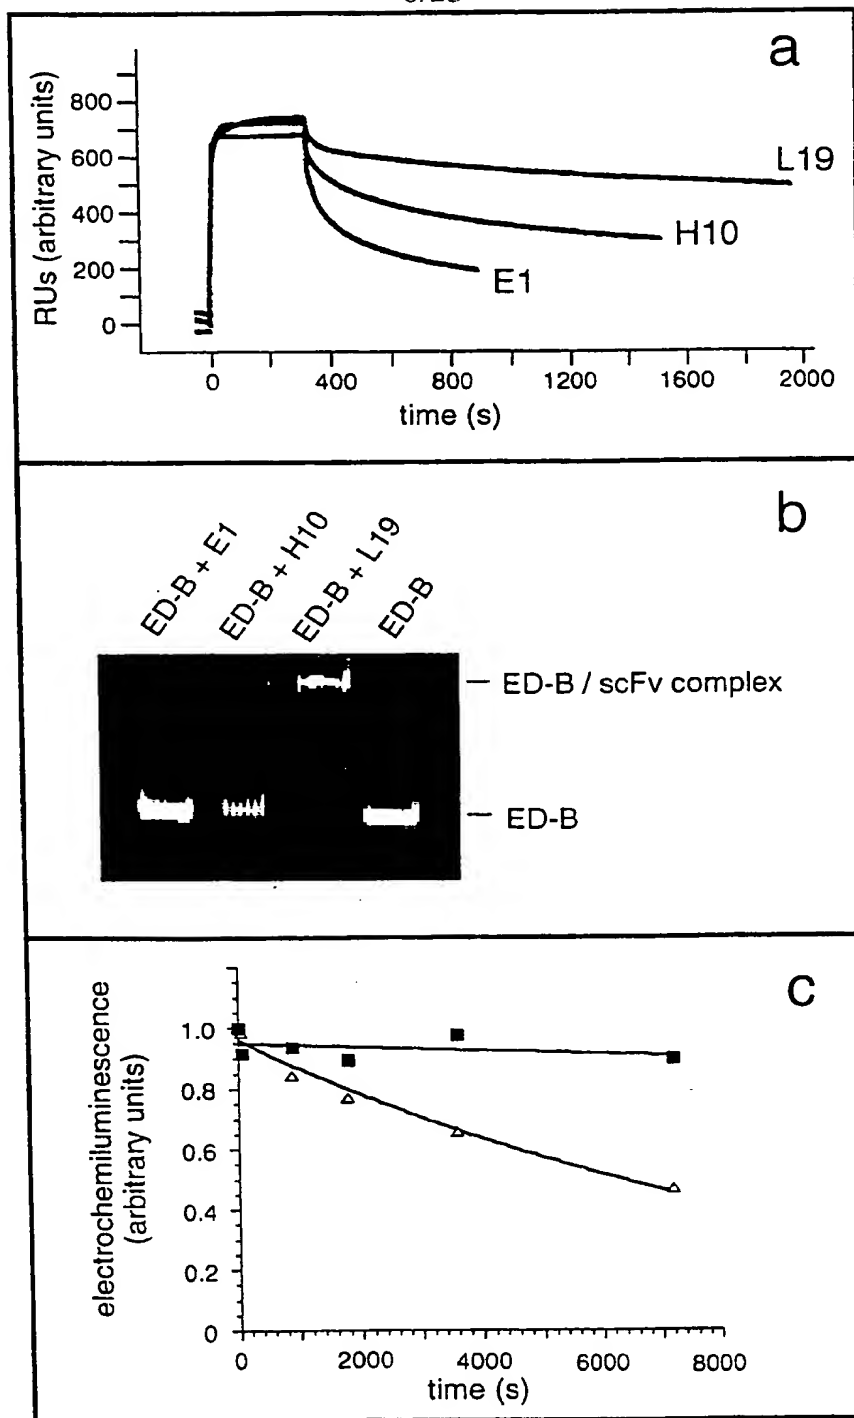 a
RUs (arbitrary units)
800
600
400
200
0
L19
H10
E1
0 400 800 1200 1600 2000
time (s)
b
ED-B + E1
ED-B + H10
ED-B + L19
ED-B
ED-B / scFv complex
ED-B
c
electrochemiluminescence
(arbitrary units)
1.0
0.8
0.6
0.4
0.2
0
0 2000 4000 6000 8000
time (s)